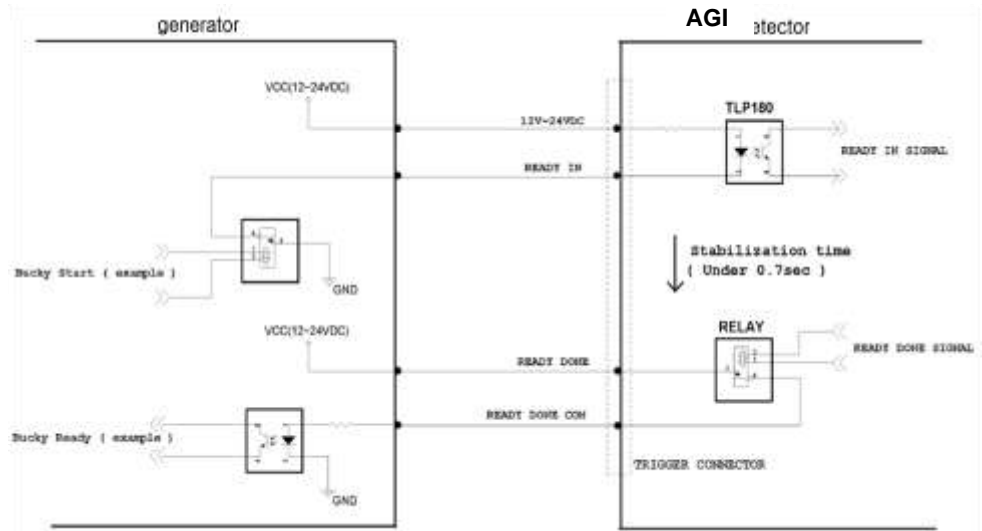 generator
AGI
etector
VCC(12~24VDC)
TLP180
12V~24VDC
READY IN SIGNAL
READY IN
Stabilization time
( Under 0.7sec )
Bucky Start ( example )
GND
VCC(12~24VDC)
RELAY
READY DONE SIGNAL
READY DONE
READY DONE COM
Bucky Ready ( example )
TRIGGER CONNECTOR
GND